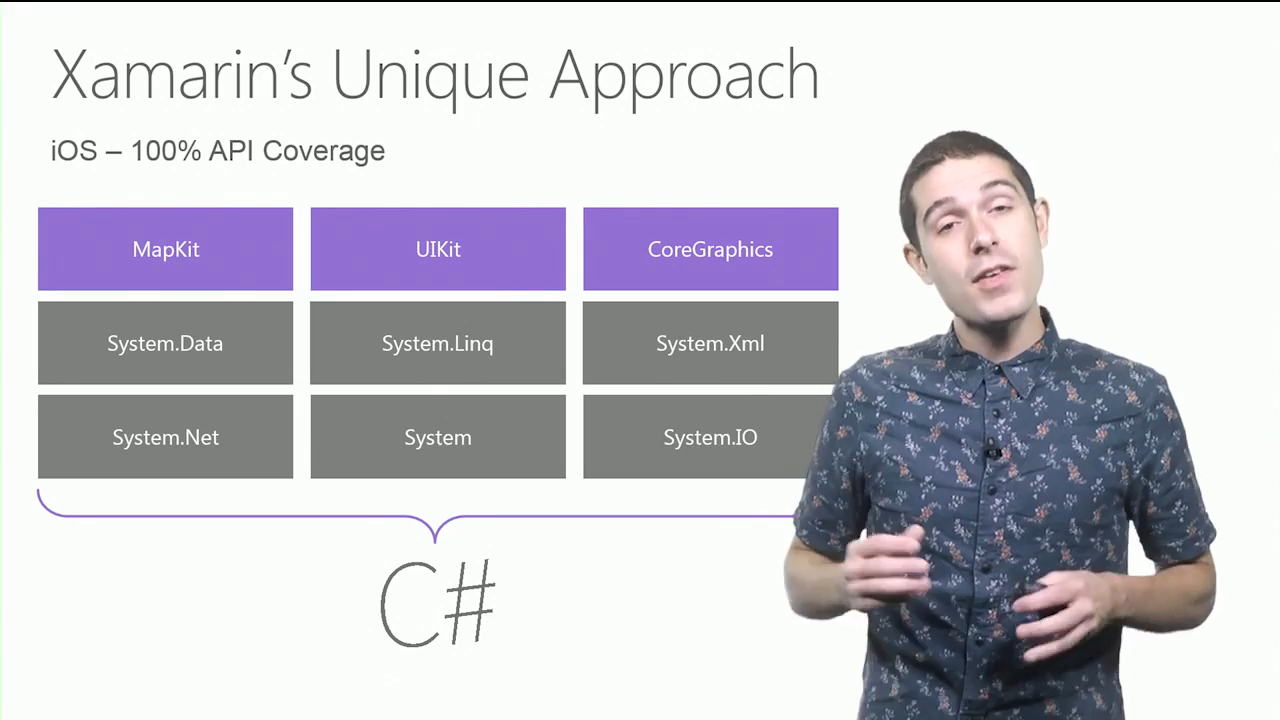 Xamarin's Unique Approach
iOS – 100% API Coverage
MapKit
UIKit
CoreGraphics
System.Data
System.Linq
System.Xml
System.Net
System
System.IO
C#